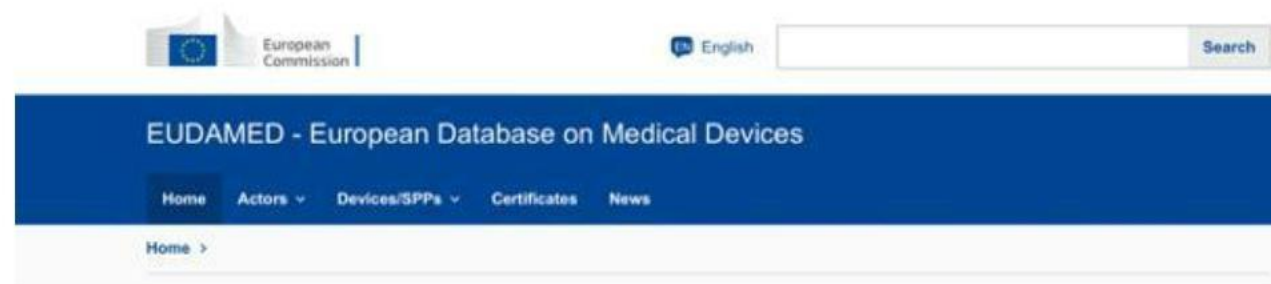 European
Commission
EN English
Search
EUDAMED - European Database on Medical Devices
Home Actors Devices/SPPs Certificates News
Home >